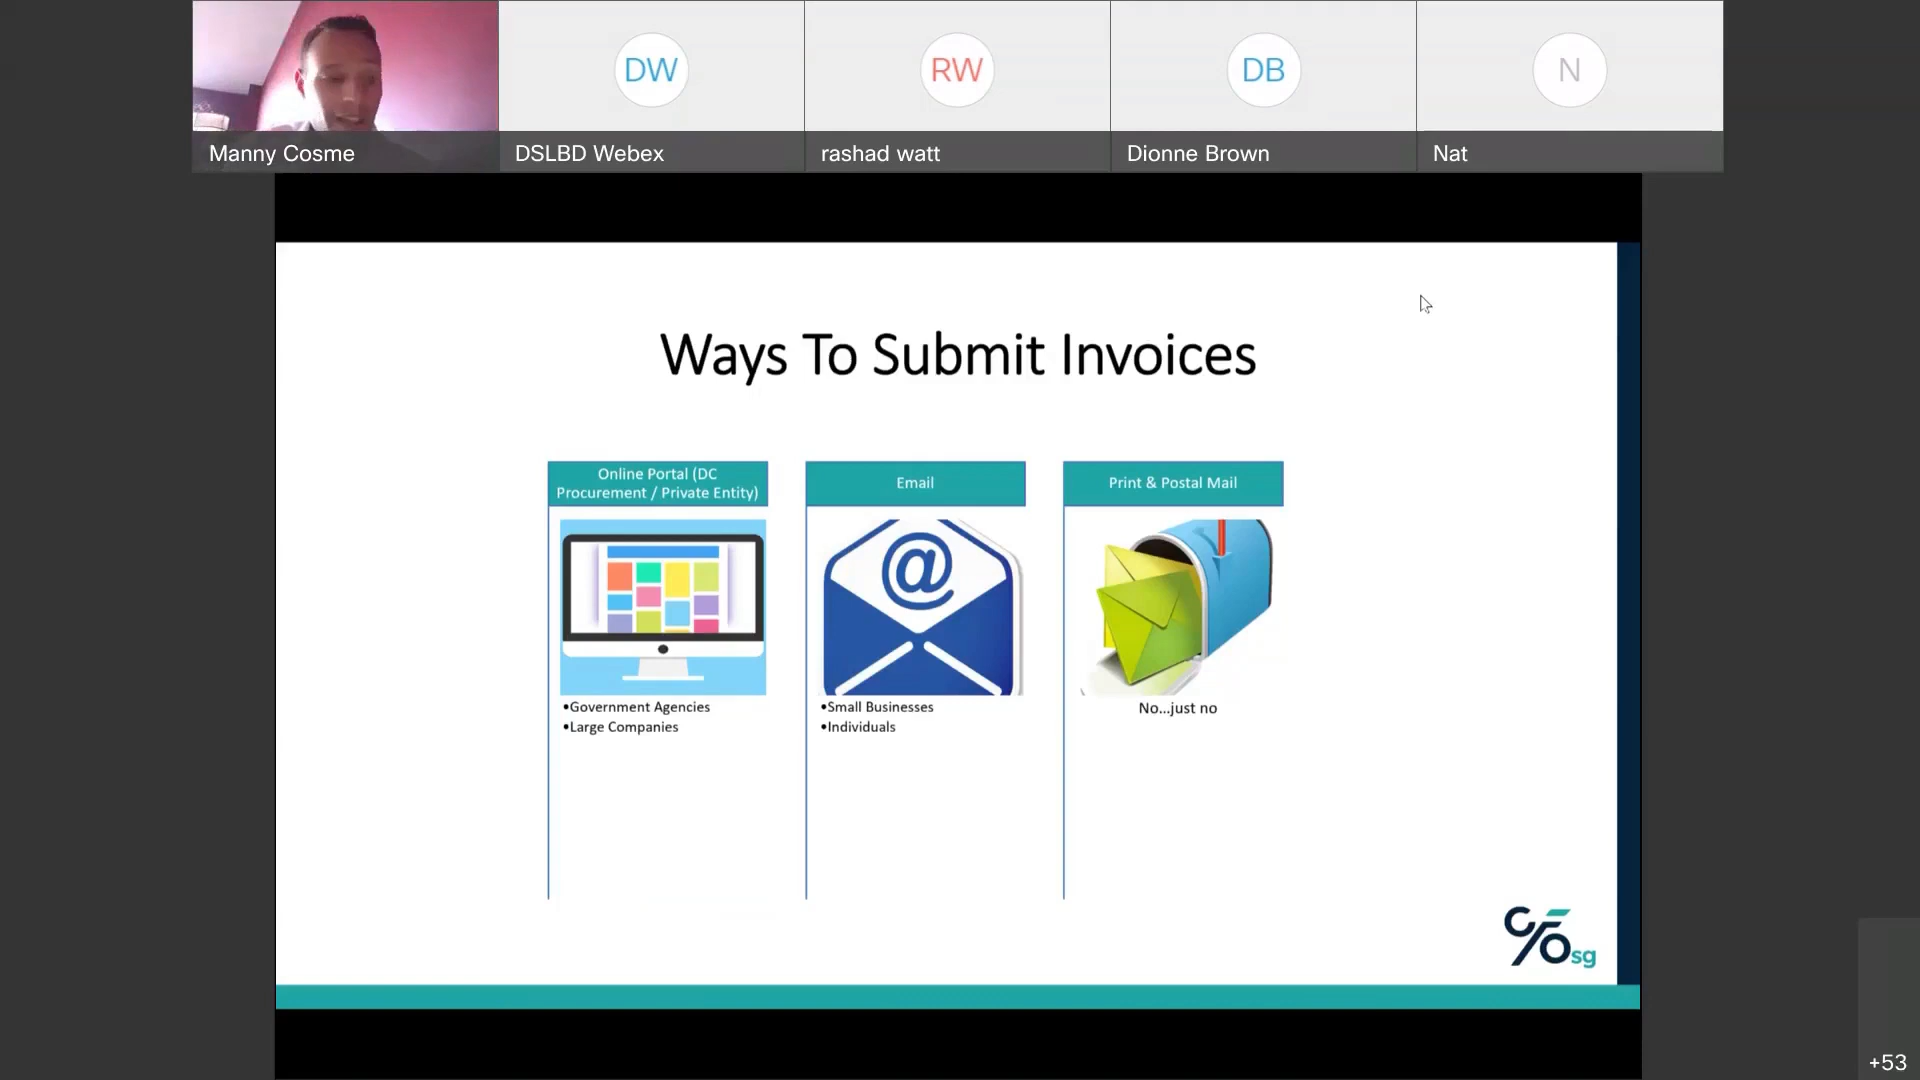 DW
RW
DB
N
Manny Cosme
DSLBD Webex
rashad watt
Dionne Brown
Nat
Ways To Submit Invoices
Online Portal (DC
Procurement / Private Entity)
Email
Print & Postal Mail
@
•Government Agencies
•Large Companies
•Small Businesses
•Individuals
No...just no
CFO sg
+53